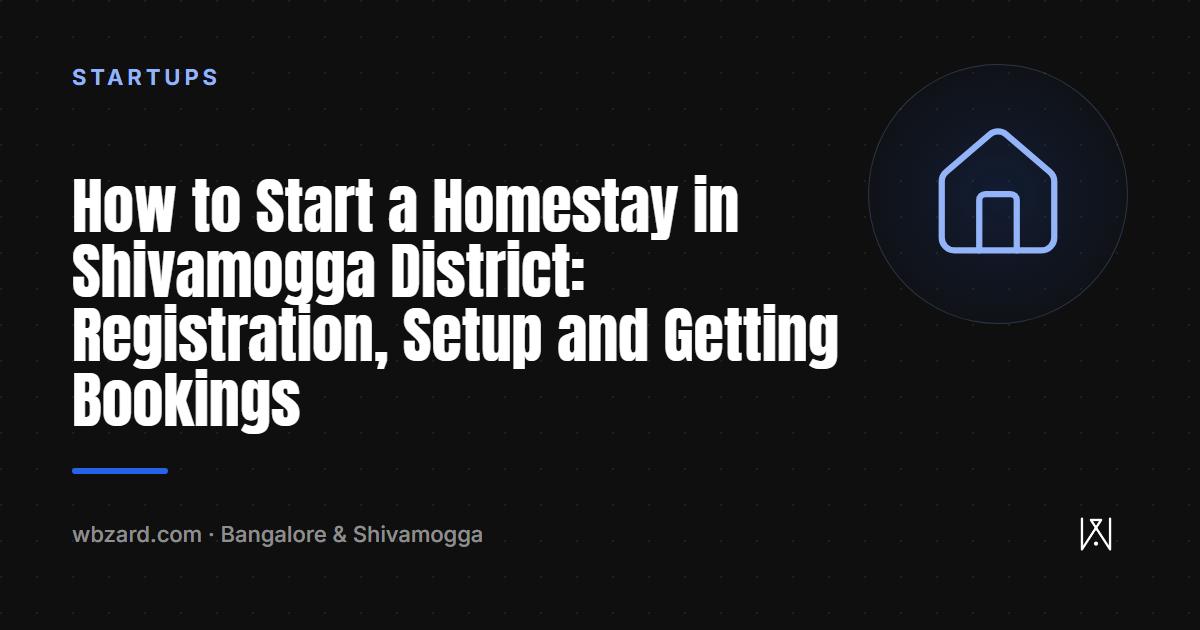 STARTUPS
How to Start a Homestay in
Shivamogga District:
Registration, Setup and Getting
Bookings
wbzard.com · Bangalore & Shivamogga